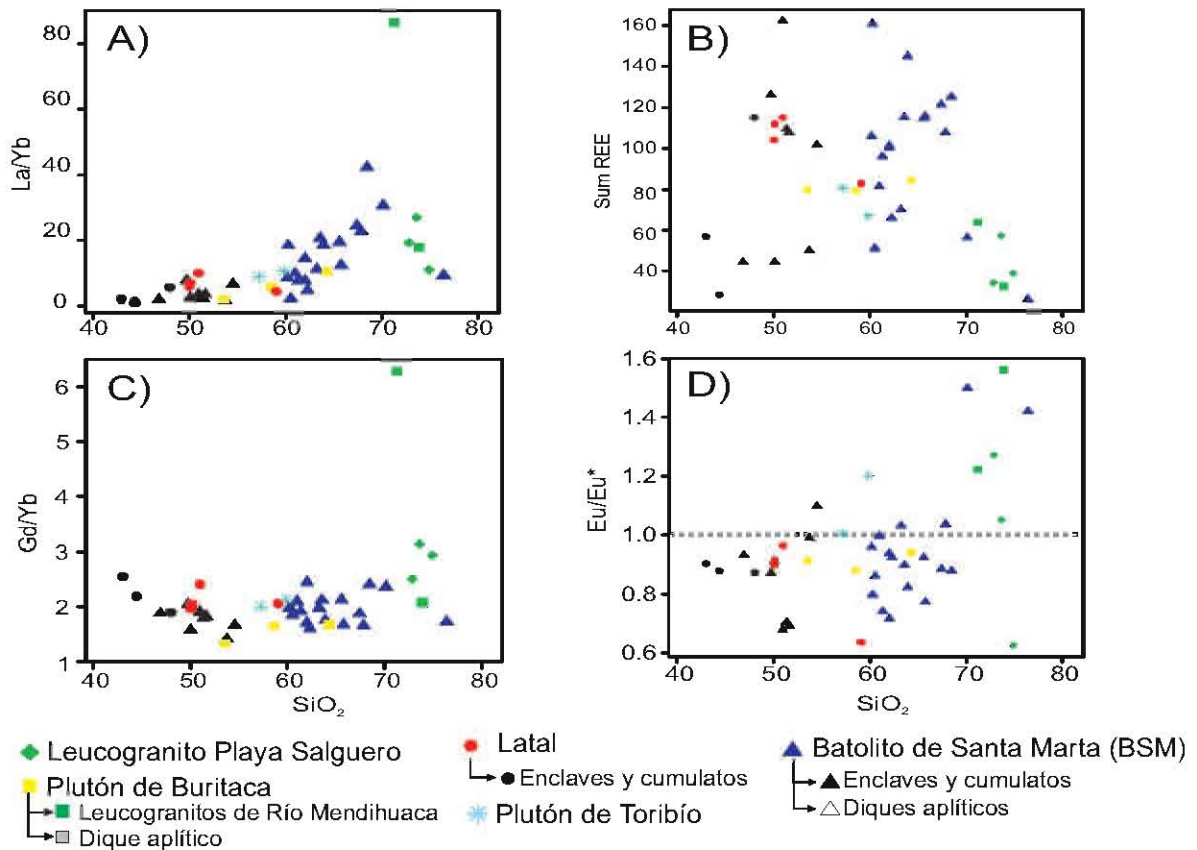 A)
La/Yb
80
60
40
20
0
40 50 60 70 80
B)
Sum REE
160
140
120
100
80
60
40
40 50 60 70 80
C)
Gd/Yb
6
5
4
3
2
1
40 50 60 70 80
SiO2
D)
Eu/Eu*
1.6
1.4
1.2
1.0
0.8
0.6
40 50 60 70 80
SiO2
Leucogranito Playa Salguero
Plutón de Buritaca
Leucogranitos de Río Mendihuaca
Dique aplítico
Latal
Enclaves y cumulatos
Plutón de Toribío
Batolito de Santa Marta (BSM)
Enclaves y cumulatos
Diques aplíticos